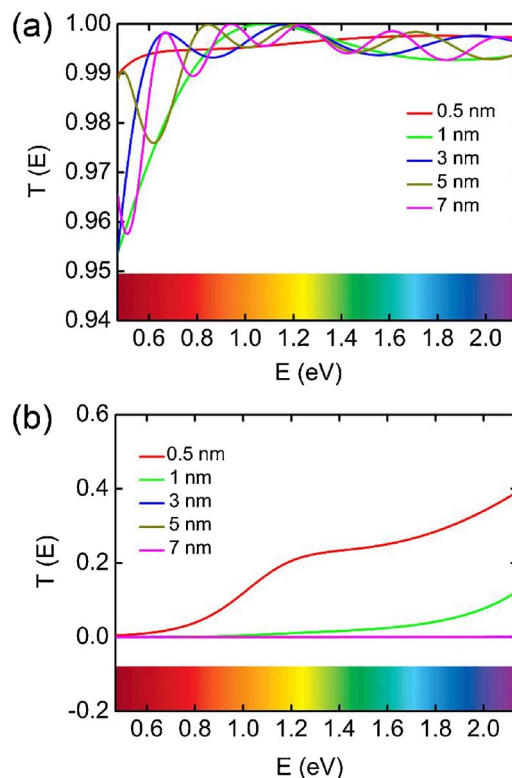 (a)
1.00
0.99
0.98
0.97
0.96
0.95
0.94
T (E)
0.5 nm
1 nm
3 nm
5 nm
7 nm
0.6 0.8 1.0 1.2 1.4 1.6 1.8 2.0
E (eV)
(b)
0.6
0.4
0.2
0.0
-0.2
T (E)
0.5 nm
1 nm
3 nm
5 nm
7 nm
0.6 0.8 1.0 1.2 1.4 1.6 1.8 2.0
E (eV)